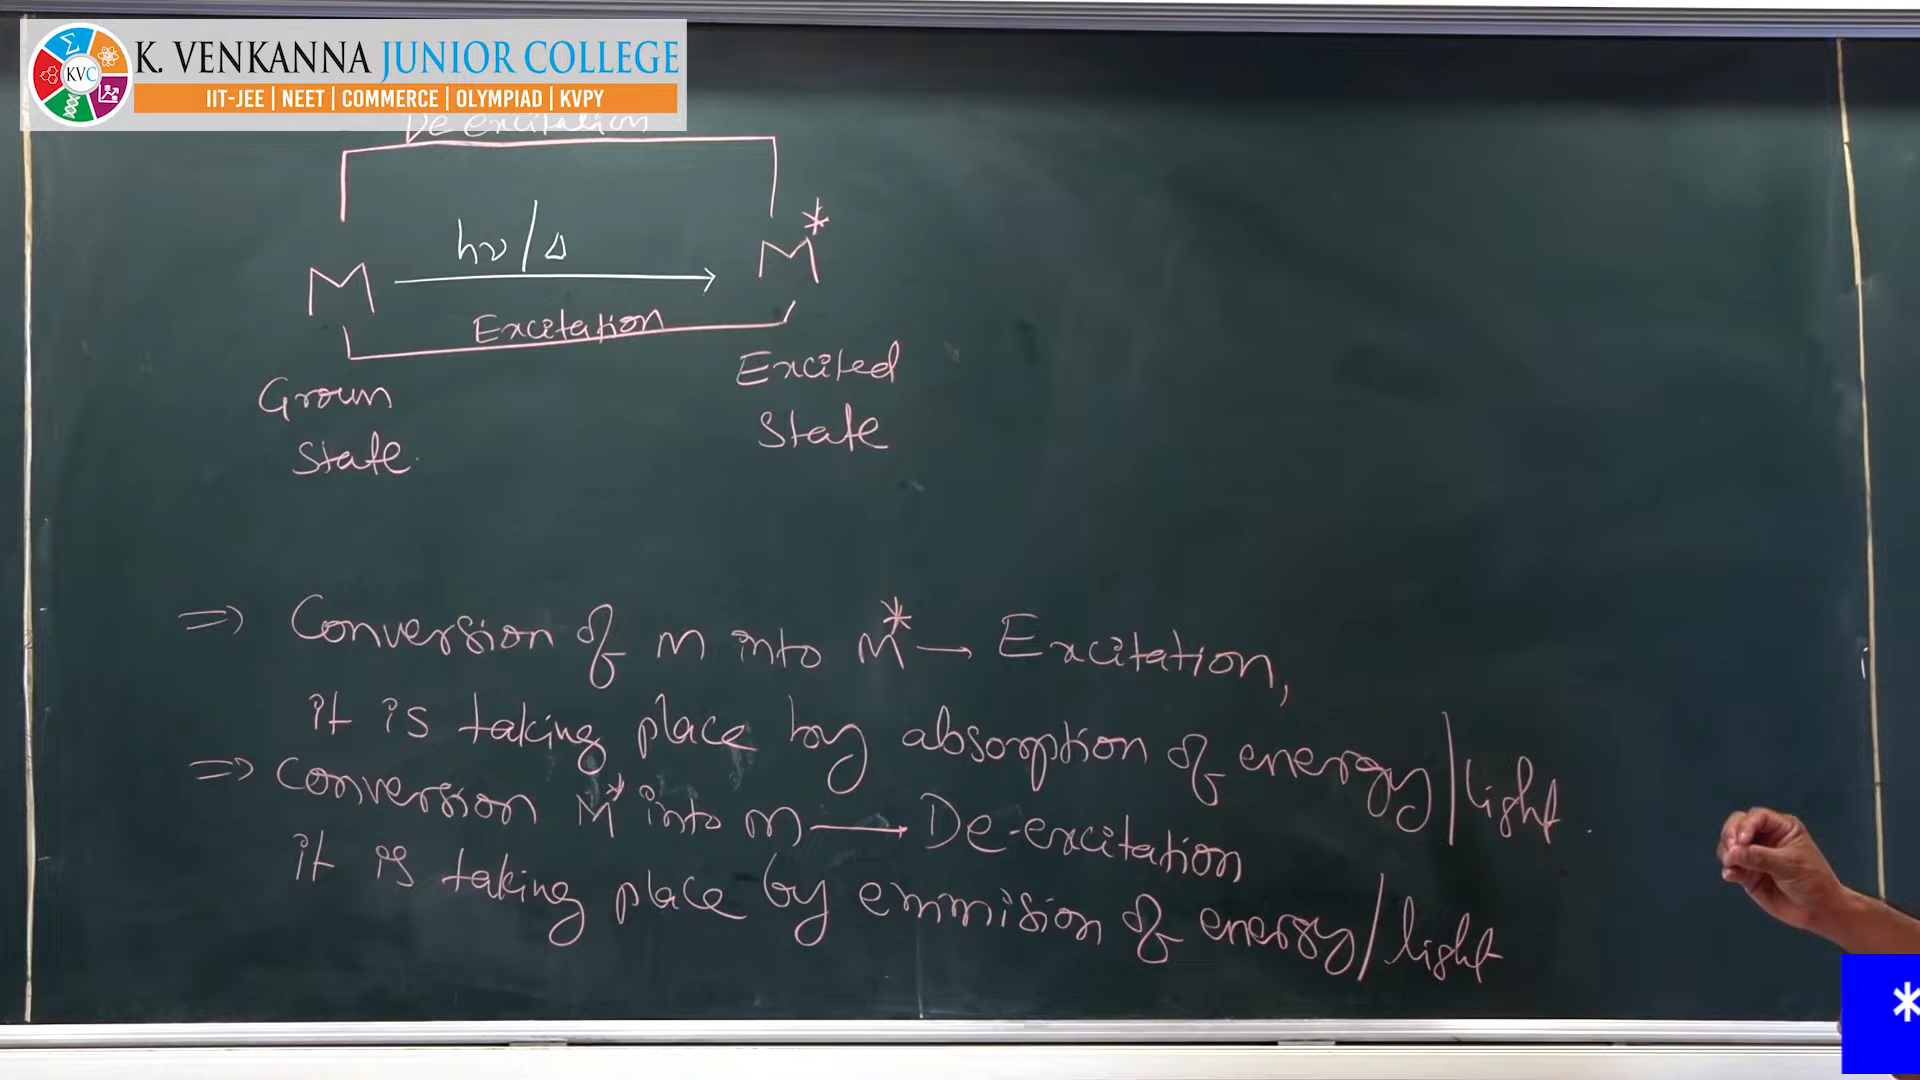 KVC
K. VENKANNA JUNIOR COLLEGE
IIT-JEE | NEET | COMMERCE | OLYMPIAD | KVPY
De excitation
hν/Δ
M → M*
Excitation
Groun
State
Excited
State
⇒ Conversion of m into M* → Excitation,
it is taking place by absorption of energy/light.
⇒ Conversion M* into m → De-excitation
it is taking place by emmision of energy/light
*